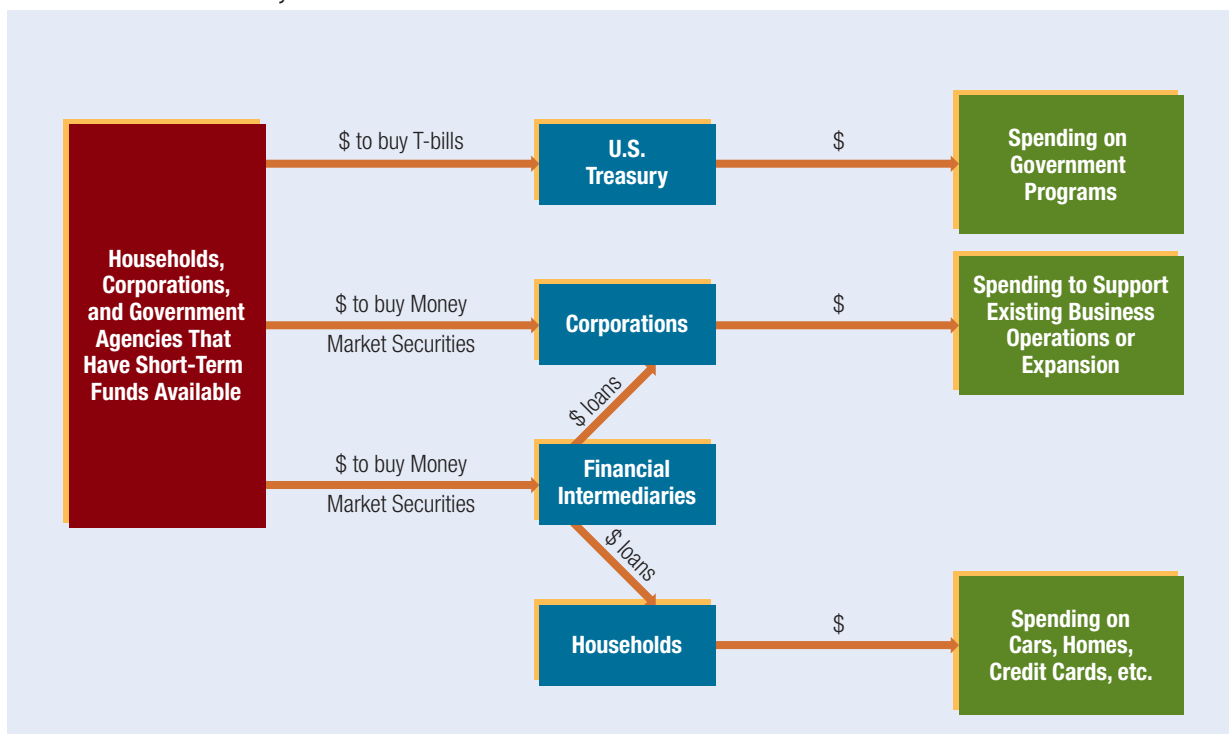 $ to buy T-bills
U.S.
Treasury
$
Spending on
Government
Programs
Households,
Corporations,
and Government
Agencies That
Have Short-Term
Funds Available
$ to buy Money
Market Securities
Corporations
$
Spending to Support
Existing Business
Operations or
Expansion
$ loans
$ to buy Money
Market Securities
Financial
Intermediaries
$ loans
Households
$
Spending on
Cars, Homes,
Credit Cards, etc.